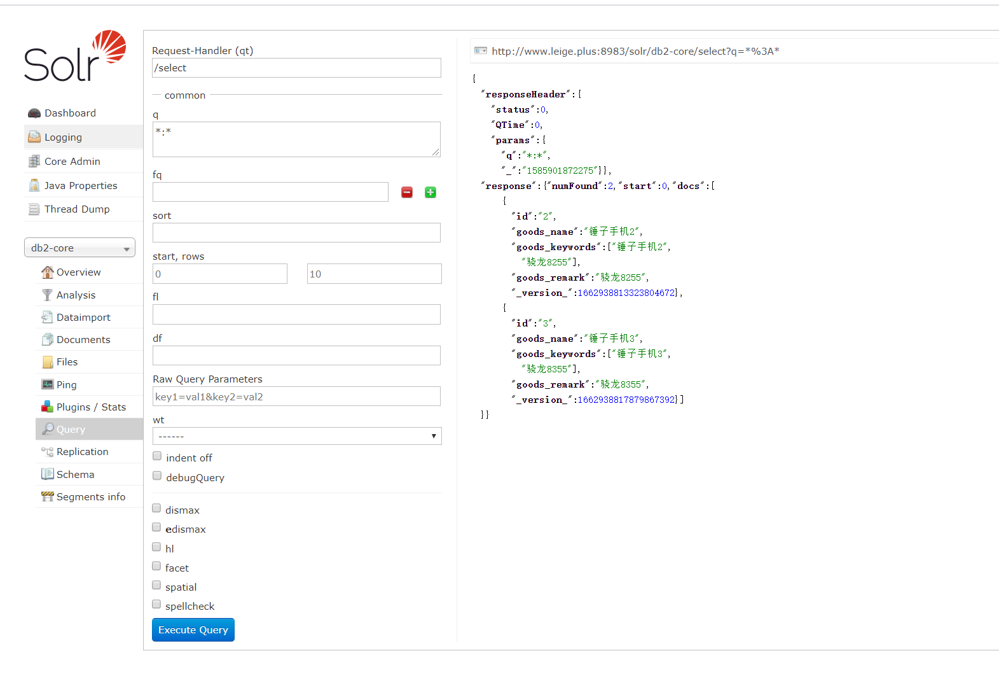 Solr
Dashboard
Logging
Core Admin
Java Properties
Thread Dump
db2-core
Overview
Analysis
Dataimport
Documents
Files
Ping
Plugins / Stats
Query
Replication
Schema
Segments info
Request-Handler (qt)
/select
common
q
*:*
fq
sort
start, rows
0
10
fl
df
Raw Query Parameters
key1=val1&key2=val2
wt
------
indent off
debugQuery
dismax
edismax
hl
facet
spatial
spellcheck
Execute Query
http://www.leige.plus:8983/solr/db2-core/select?q=*%3A*
{
"responseHeader":{
"status":0,
"QTime":0,
"params":{
"q":"*:*",
"_":"1585901872275"}},
"response":{"numFound":2,"start":0,"docs":[
{
"id":"2",
"goods_name":"锤子手机2",
"goods_keywords":["锤子手机2",
"骁龙8255"],
"goods_remark":"骁龙8255",
"_version_":1662938813323804672},
{
"id":"3",
"goods_name":"锤子手机3",
"goods_keywords":["锤子手机3",
"骁龙8355"],
"goods_remark":"骁龙8355",
"_version_":1662938817879867392}]
}}